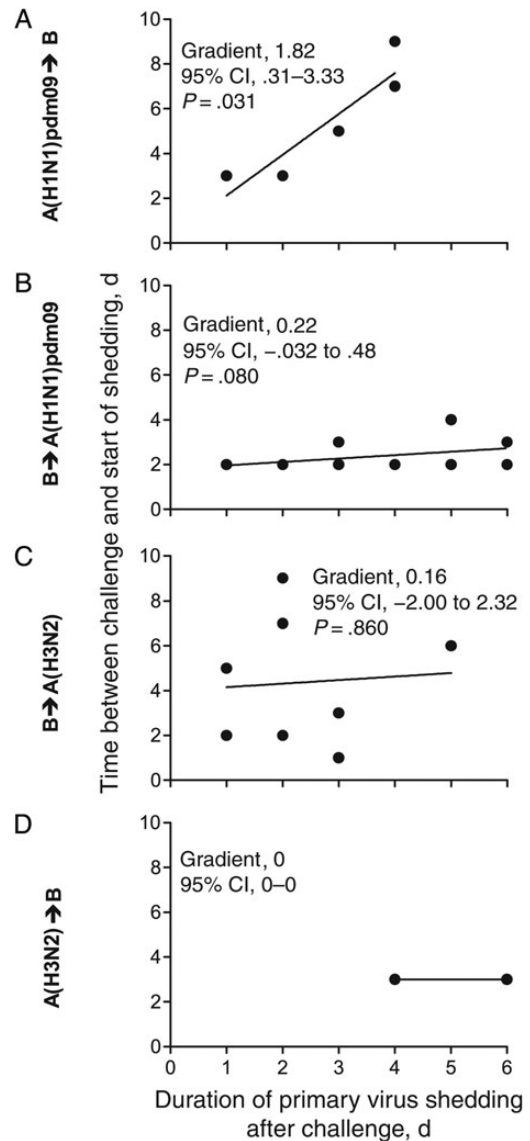 A
A(H1N1)pdm09➔ B
10
8
6
4
2
0
Gradient, 1.82
95% CI, .31–3.33
P = .031
B
B➔A(H1N1)pdm09
10
8
6
4
2
0
Gradient, 0.22
95% CI, −.032 to .48
P = .080
Time between challenge and start of shedding, d
C
B➔A(H3N2)
10
8
6
4
2
0
Gradient, 0.16
95% CI, −2.00 to 2.32
P = .860
D
A(H3N2)➔B
10
8
6
4
2
0
Gradient, 0
95% CI, 0–0
0 1 2 3 4 5 6
Duration of primary virus shedding
after challenge, d